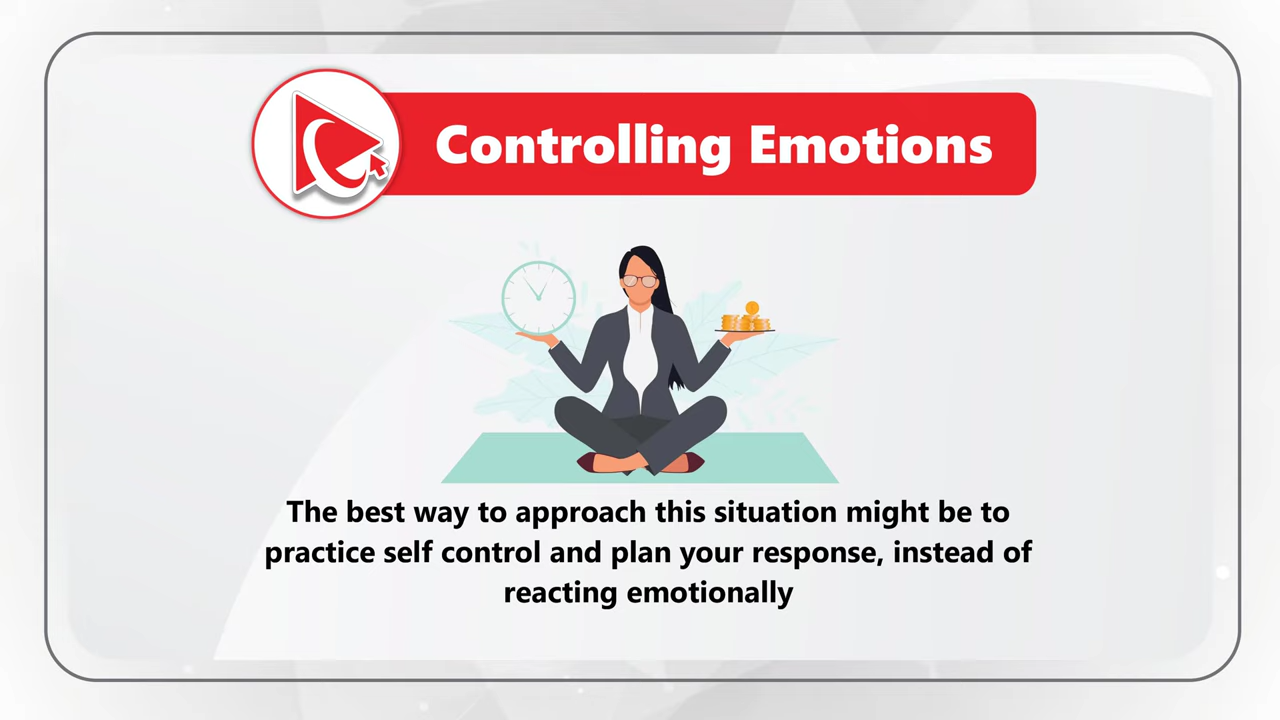 Controlling Emotions
The best way to approach this situation might be to
practice self control and plan your response, instead of
reacting emotionally